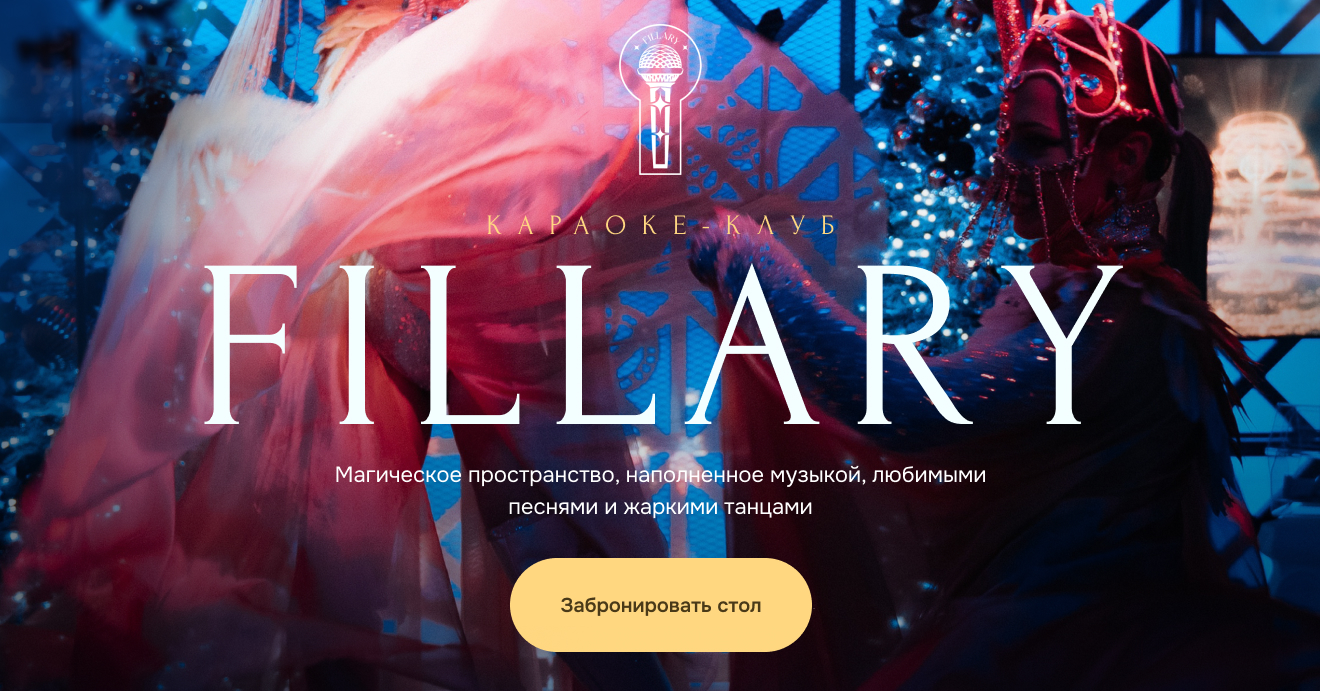 FILLARY
КАРАОКЕ-КЛУБ
FILLARY
Магическое пространство, наполненное музыкой, любимыми
песнями и жаркими танцами
Забронировать стол